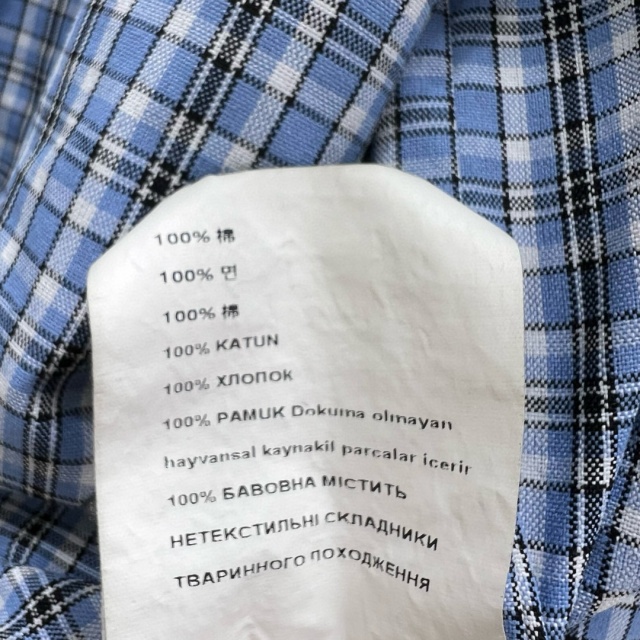 100% 棉
100% 면
100% 棉
100% KATUN
100% ХЛОПОК
100% PAMUK Dokuma olmayan
hayvansal kaynakil parcalar icerir
100% БАВОВНА МІСТИТЬ
НЕТЕКСТИЛЬНІ СКЛАДНИКИ
ТВАРИННОГО ПОХОДЖЕННЯ